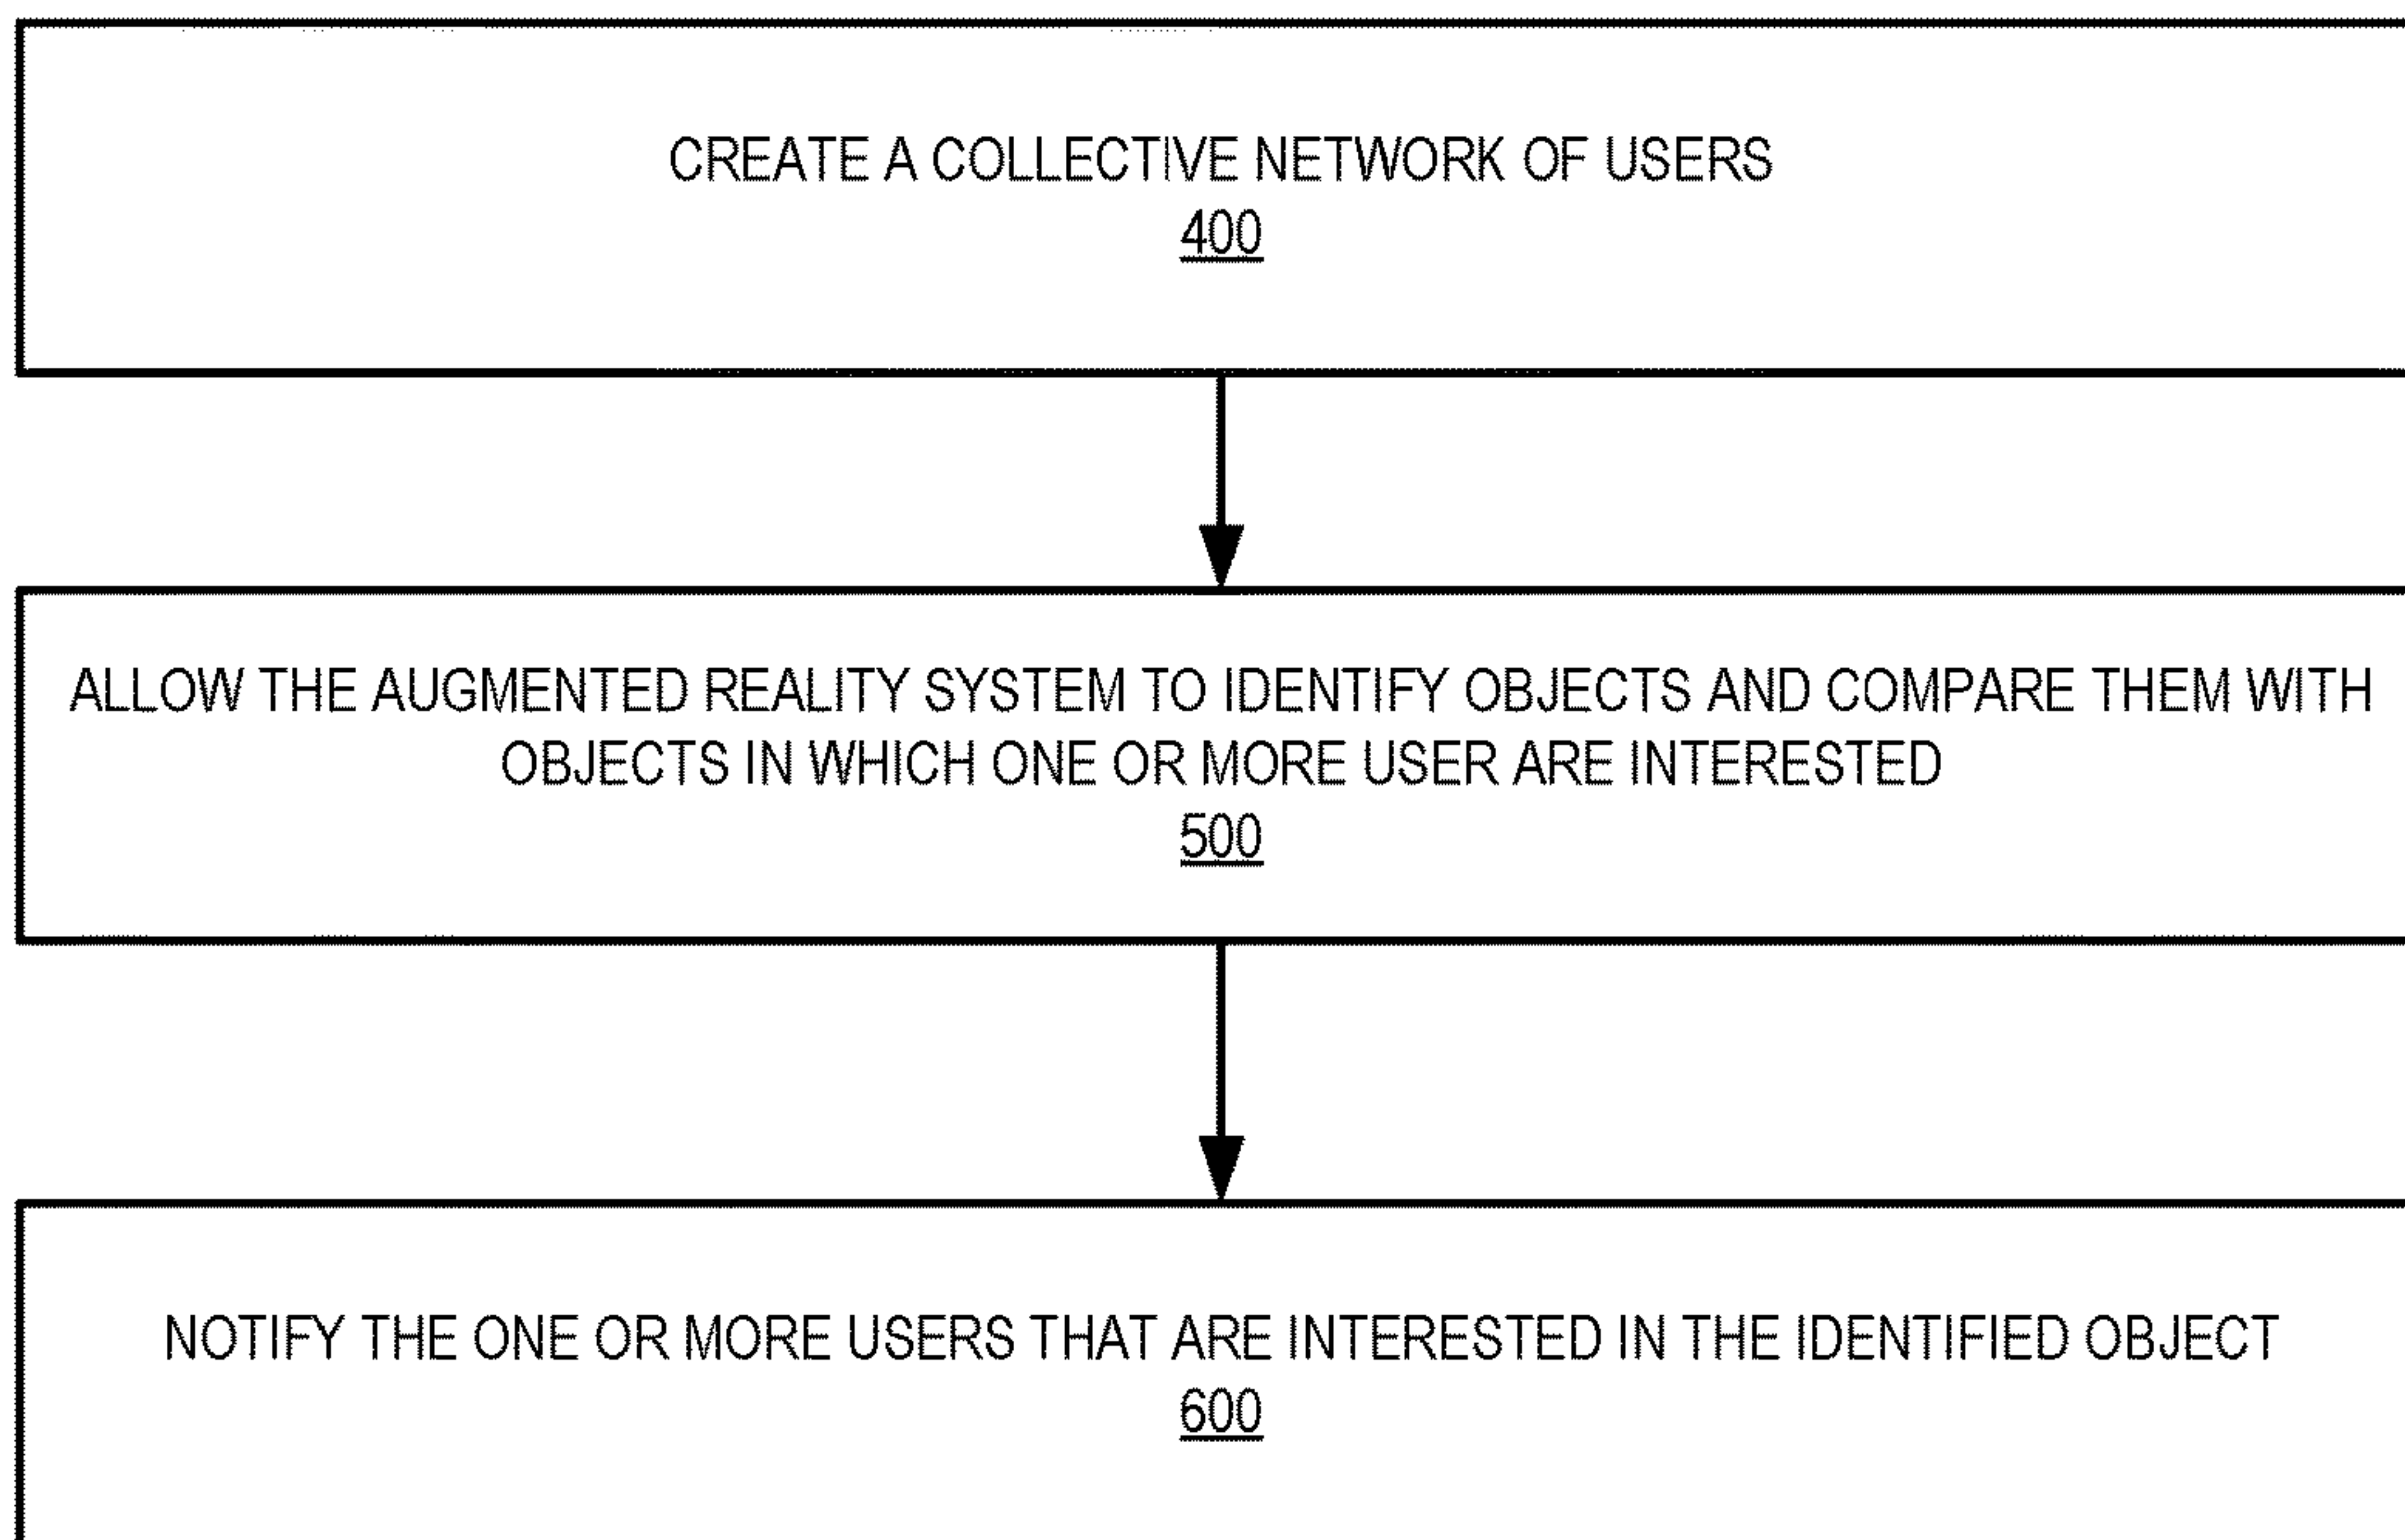 CREATE A COLLECTIVE NETWORK OF USERS
400
ALLOW THE AUGMENTED REALITY SYSTEM TO IDENTIFY OBJECTS AND COMPARE THEM WITH
OBJECTS IN WHICH ONE OR MORE USER ARE INTERESTED
500
NOTIFY THE ONE OR MORE USERS THAT ARE INTERESTED IN THE IDENTIFIED OBJECT
600